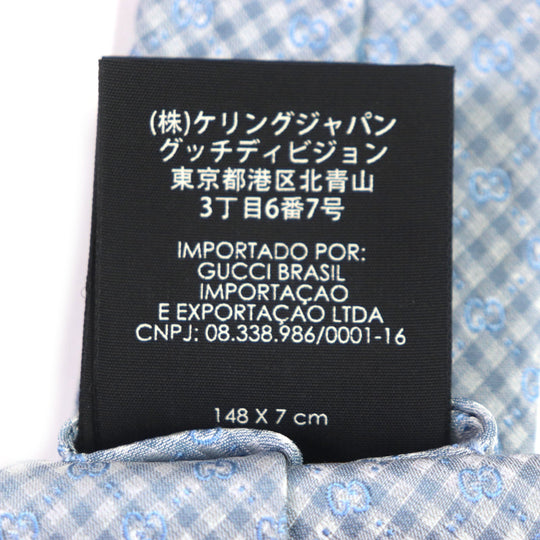 (株)ケリングジャパン
グッチディビジョン
東京都港区北青山
3丁目6番7号
IMPORTADO POR:
GUCCI BRASIL
IMPORTAÇAO
E EXPORTAÇAO LTDA
CNPJ: 08.338.986/0001-16
148 X 7 cm